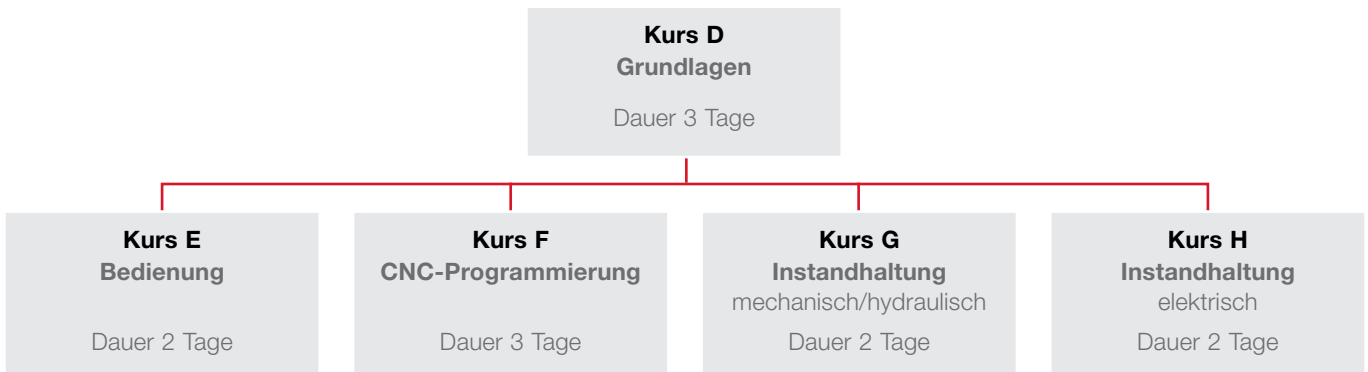 Kurs D
Grundlagen
Dauer 3 Tage
Kurs E
Bedienung
Dauer 2 Tage
Kurs F
CNC-Programmierung
Dauer 3 Tage
Kurs G
Instandhaltung
mechanisch/hydraulisch
Dauer 2 Tage
Kurs H
Instandhaltung
elektrisch
Dauer 2 Tage